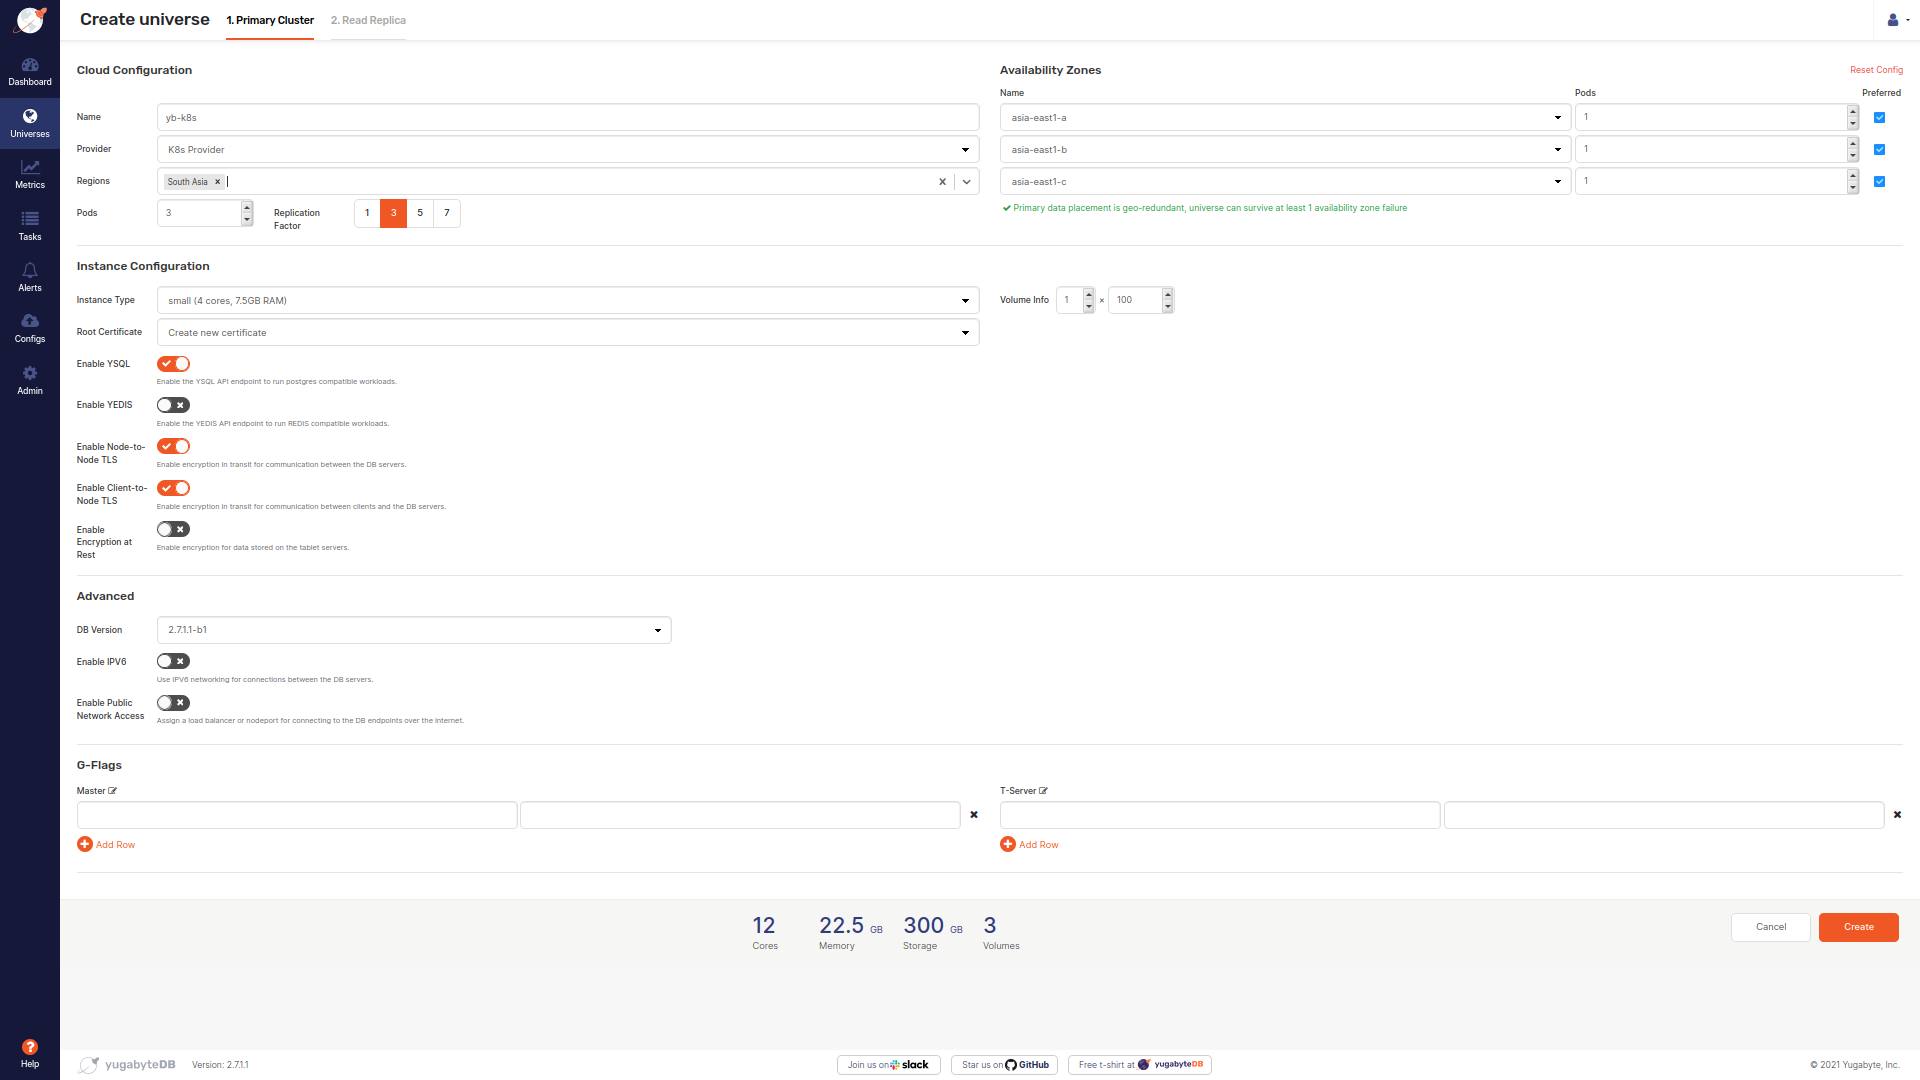 Create universe
1. Primary Cluster
2. Read Replica
Dashboard
Universes
Metrics
Tasks
Alerts
Configs
Admin
Help
Cloud Configuration
Name
yb-k8s
Provider
K8s Provider
Regions
South Asia ×
Pods
3
Replication
Factor
1 3 5 7
Availability Zones
Reset Config
Name Pods Preferred
asia-east1-a 1
asia-east1-b 1
asia-east1-c 1
Primary data placement is geo-redundant, universe can survive at least 1 availability zone failure
Instance Configuration
Instance Type
small (4 cores, 7.5GB RAM)
Volume Info 1 × 100
Root Certificate
Create new certificate
Enable YSQL
Enable the YSQL API endpoint to run postgres compatible workloads.
Enable YEDIS
Enable the YEDIS API endpoint to run REDIS compatible workloads.
Enable Node-to-
Node TLS
Enable encryption in transit for communication between the DB servers.
Enable Client-to-
Node TLS
Enable encryption in transit for communication between clients and the DB servers.
Enable
Encryption at
Rest
Enable encryption for data stored on the tablet servers.
Advanced
DB Version
2.7.1.1-b1
Enable IPV6
Use IPV6 networking for connections between the DB servers.
Enable Public
Network Access
Assign a load balancer or nodeport for connecting to the DB endpoints over the internet.
G-Flags
Master
Add Row
T-Server
Add Row
12 22.5 GB 300 GB 3
Cores Memory Storage Volumes
Cancel
Create
yugabyteDB
Version: 2.7.1.1
Join us on slack
Star us on GitHub
Free t-shirt at yugabyteDB
© 2021 Yugabyte, Inc.